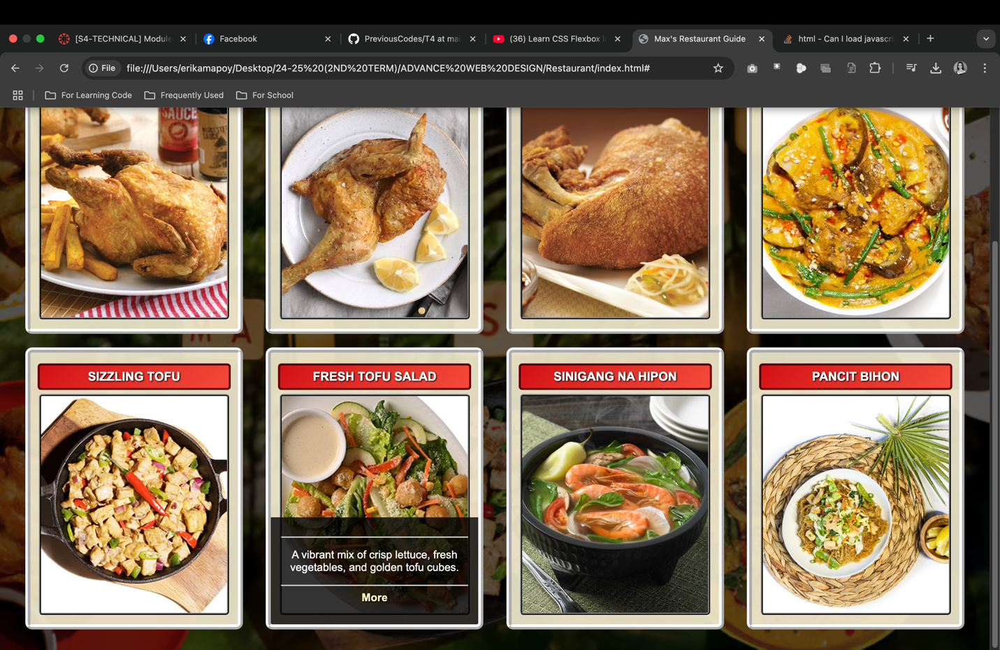 [S4-TECHNICAL] Module
Facebook
PreviousCodes/T4 at mai
(36) Learn CSS Flexbox i
Max's Restaurant Guide
html - Can I load javascri
File
file:///Users/erikamapoy/Desktop/24-25%20(2ND%20TERM)/ADVANCE%20WEB%20DESIGN/Restaurant/index.html#
For Learning Code
Frequently Used
For School
SAUCE
SIZZLING TOFU
FRESH TOFU SALAD
SINIGANG NA HIPON
PANCIT BIHON
A vibrant mix of crisp lettuce, fresh
vegetables, and golden tofu cubes.
More